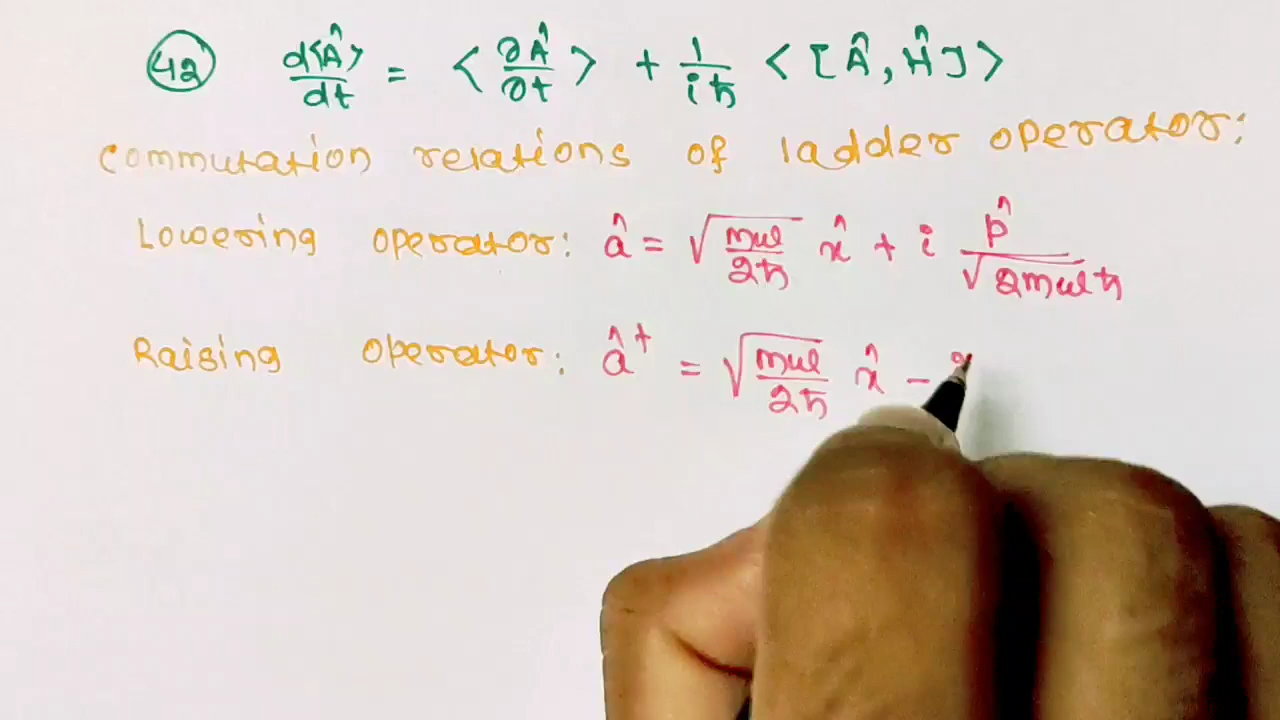 42 d⟨Â⟩/dt = ⟨∂Â/∂t⟩ + 1/iħ ⟨[Â, Ĥ]⟩
Commutation relations of ladder operator:
Lowering operator: â = √(mω/2ħ) x̂ + i p̂/√(2mωħ)
Raising operator: â† = √(mω/2ħ) x̂ -